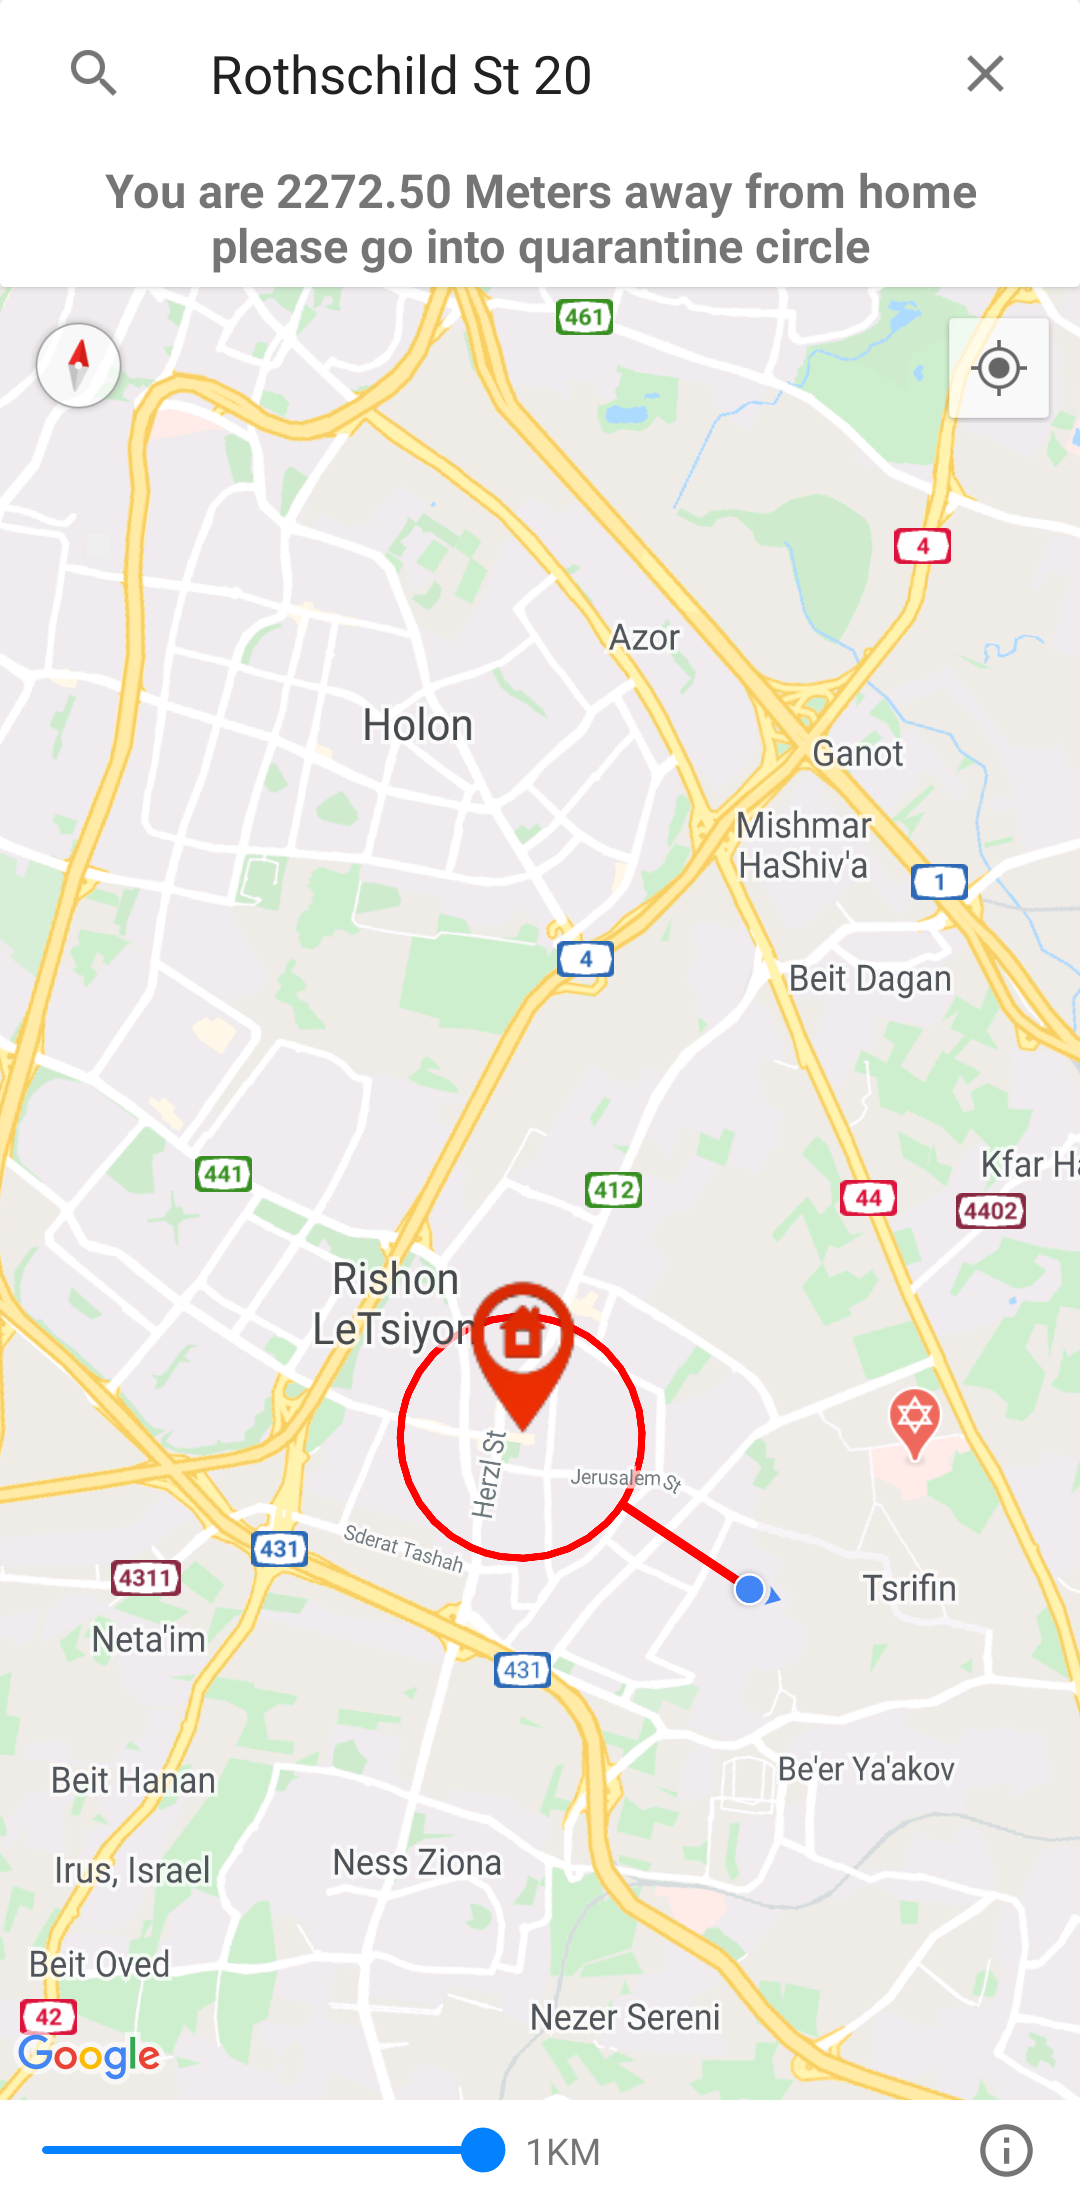 Rothschild St 20
You are 2272.50 Meters away from home
please go into quarantine circle
461
4
Azor
Holon
Ganot
Mishmar
HaShiv'a
1
4
Beit Dagan
Kfar Ha
441
412
44
4402
Rishon
LeTsiyon
Herzl St
Jerusalem St
Sderat Tashah
431
4311
Tsrifin
Neta'im
431
Be'er Ya'akov
Beit Hanan
Ness Ziona
Irus, Israel
Beit Oved
42
Nezer Sereni
Google
1KM